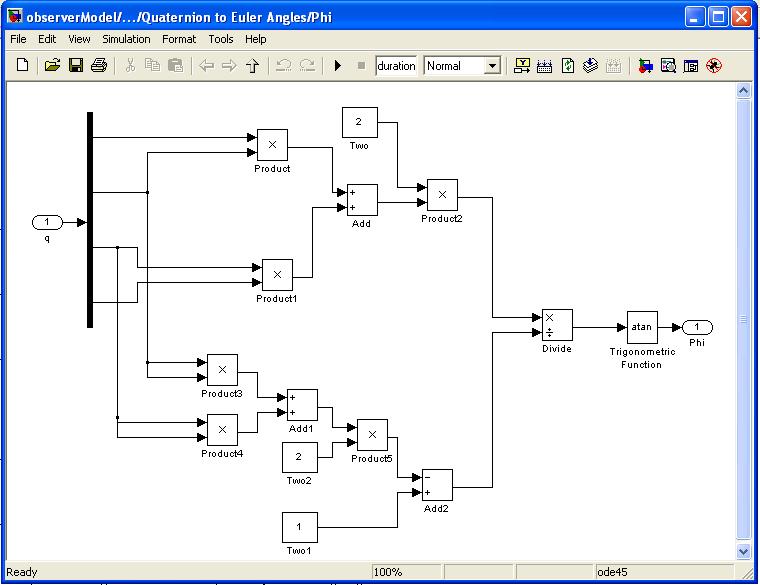 observerModel/.../Quaternion to Euler Angles/Phi
File Edit View Simulation Format Tools Help
duration Normal
1
q
×
Product
2
Two
+
+
Add
×
Product2
×
Product1
×
÷
Divide
atan
Trigonometric
Function
1
Phi
×
Product3
+
+
Add1
×
Product4
2
Two2
×
Product5
−
+
Add2
1
Two1
Ready 100% ode45